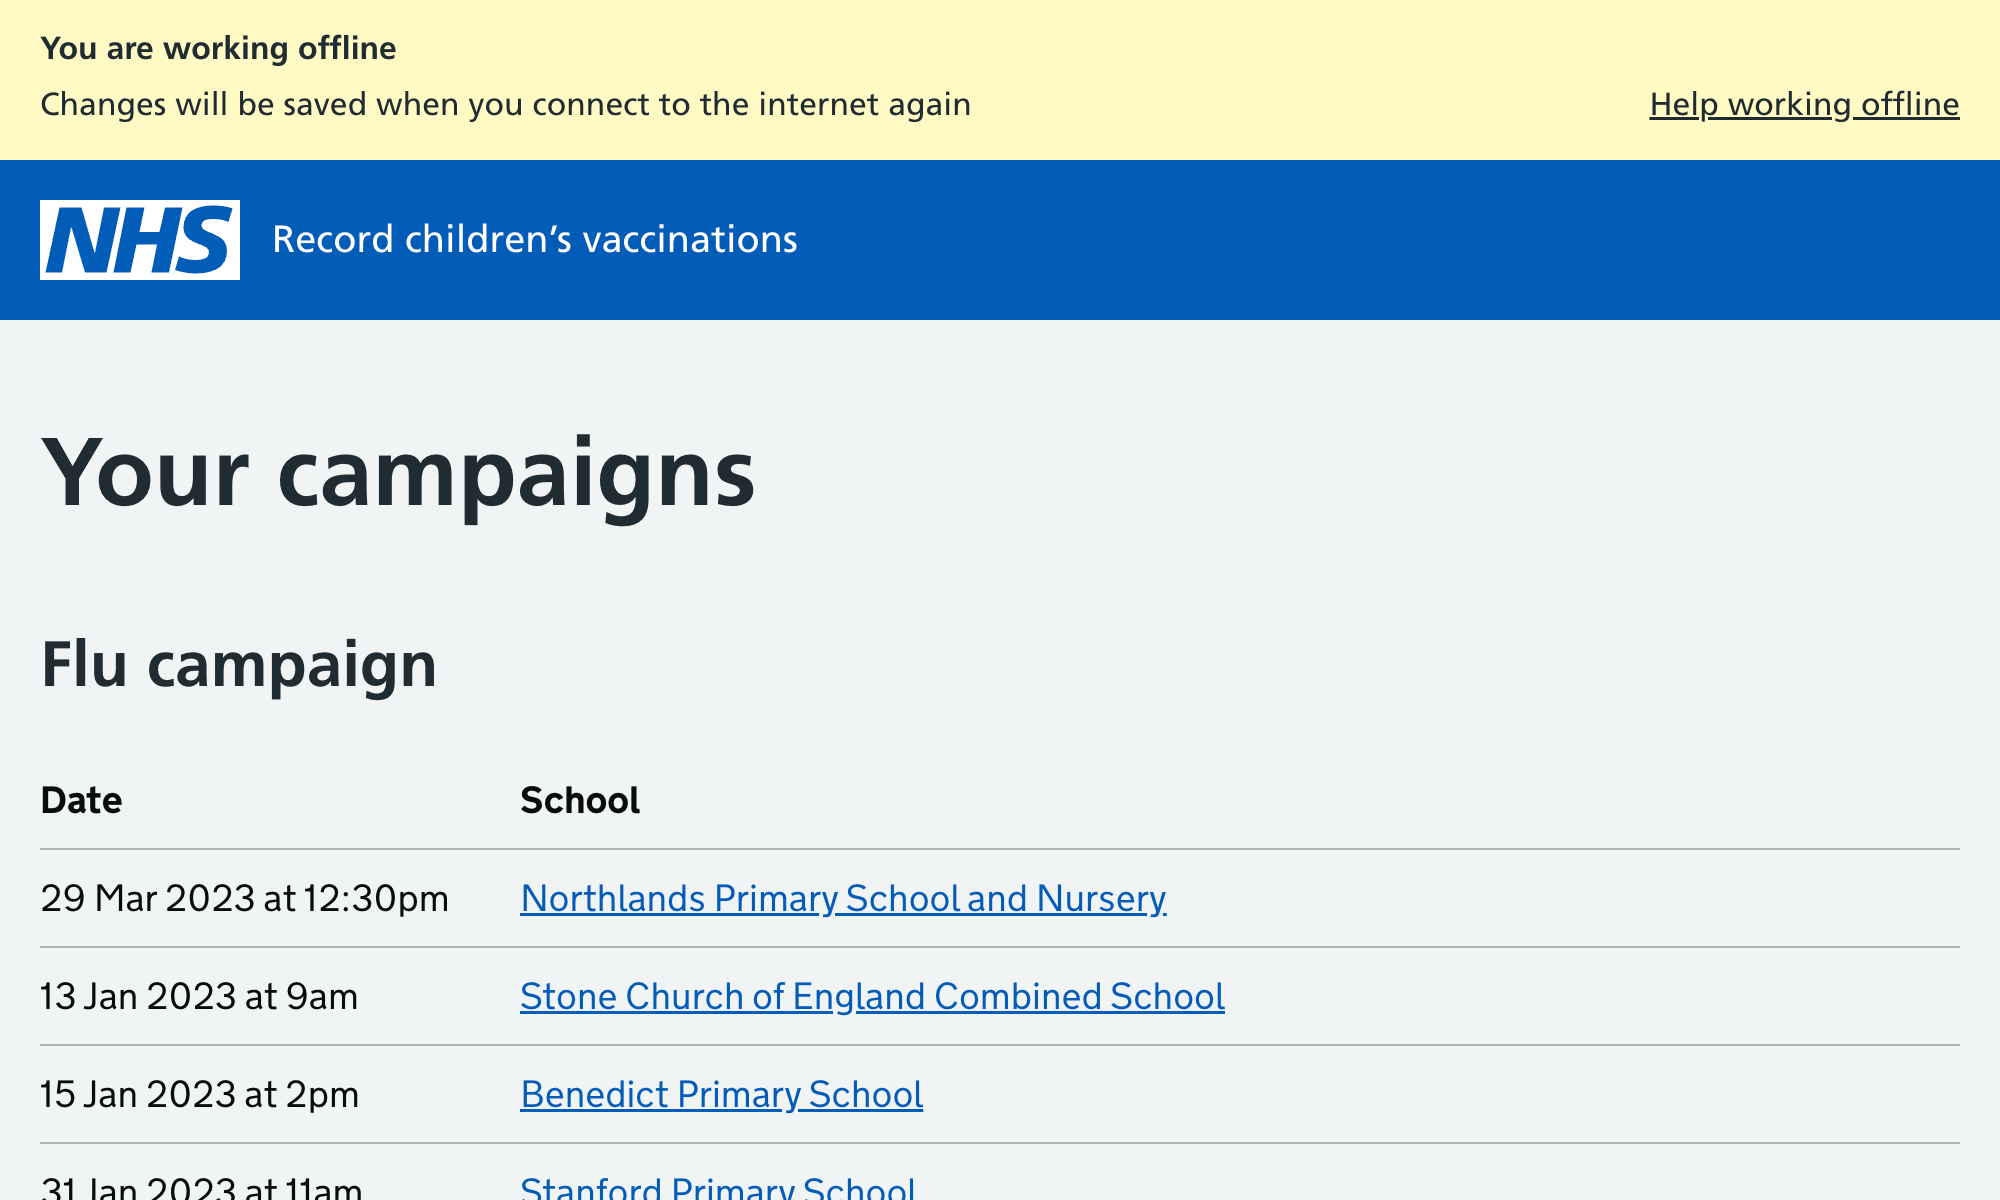 You are working offline
Changes will be saved when you connect to the internet again
Help working offline
NHS
Record children’s vaccinations
Your campaigns
Flu campaign
Date School
29 Mar 2023 at 12:30pm Northlands Primary School and Nursery
13 Jan 2023 at 9am Stone Church of England Combined School
15 Jan 2023 at 2pm Benedict Primary School
31 Jan 2023 at 11am Stanford Primary School